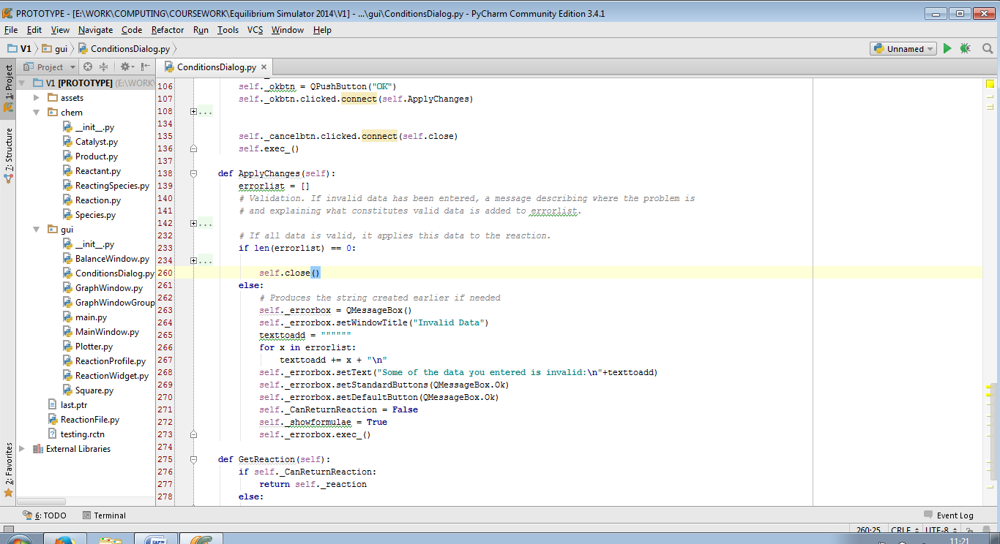 PROTOTYPE - [E:\WORK\COMPUTING\COURSEWORK\Equilibrium Simulator 2014\V1] - ...\gui\ConditionsDialog.py - PyCharm Community Edition 3.4.1
File Edit View Navigate Code Refactor Run Tools VCS Window Help
V1 gui ConditionsDialog.py Unnamed
1: Project
7: Structure
2: Favorites
Project
V1 [PROTOTYPE] (E:\WORK\
assets
chem
__init__.py
Catalyst.py
Product.py
Reactant.py
ReactingSpecies.py
Reaction.py
Species.py
gui
__init__.py
BalanceWindow.py
ConditionsDialog.py
GraphWindow.py
GraphWindowGroup
main.py
MainWindow.py
Plotter.py
ReactionProfile.py
ReactionWidget.py
Square.py
last.ptr
ReactionFile.py
testing.rctn
External Libraries
ConditionsDialog.py
106 self._okbtn = QPushButton("OK")
107 self._okbtn.clicked.connect(self.ApplyChanges)
108 ...
134
135 self._cancelbtn.clicked.connect(self.close)
136 self.exec_()
137
138 def ApplyChanges(self):
139 errorlist = []
140 # Validation. If invalid data has been entered, a message describing where the problem is
141 # and explaining what constitutes valid data is added to errorlist.
142 ...
232 # If all data is valid, it applies this data to the reaction.
233 if len(errorlist) == 0:
234 ...
260 self.close()
261 else:
262 # Produces the string created earlier if needed
263 self._errorbox = QMessageBox()
264 self._errorbox.setWindowTitle("Invalid Data")
265 texttoadd = """"""
266 for x in errorlist:
267 texttoadd += x + "\n"
268 self._errorbox.setText("Some of the data you entered is invalid:\n"+texttoadd)
269 self._errorbox.setStandardButtons(QMessageBox.Ok)
270 self._errorbox.setDefaultButton(QMessageBox.Ok)
271 self._CanReturnReaction = False
272 self._showformulae = True
273 self._errorbox.exec_()
274
275 def GetReaction(self):
276 if self._CanReturnReaction:
277 return self._reaction
278 else:
6: TODO Terminal Event Log
260:25 CRLF UTF-8
11:21